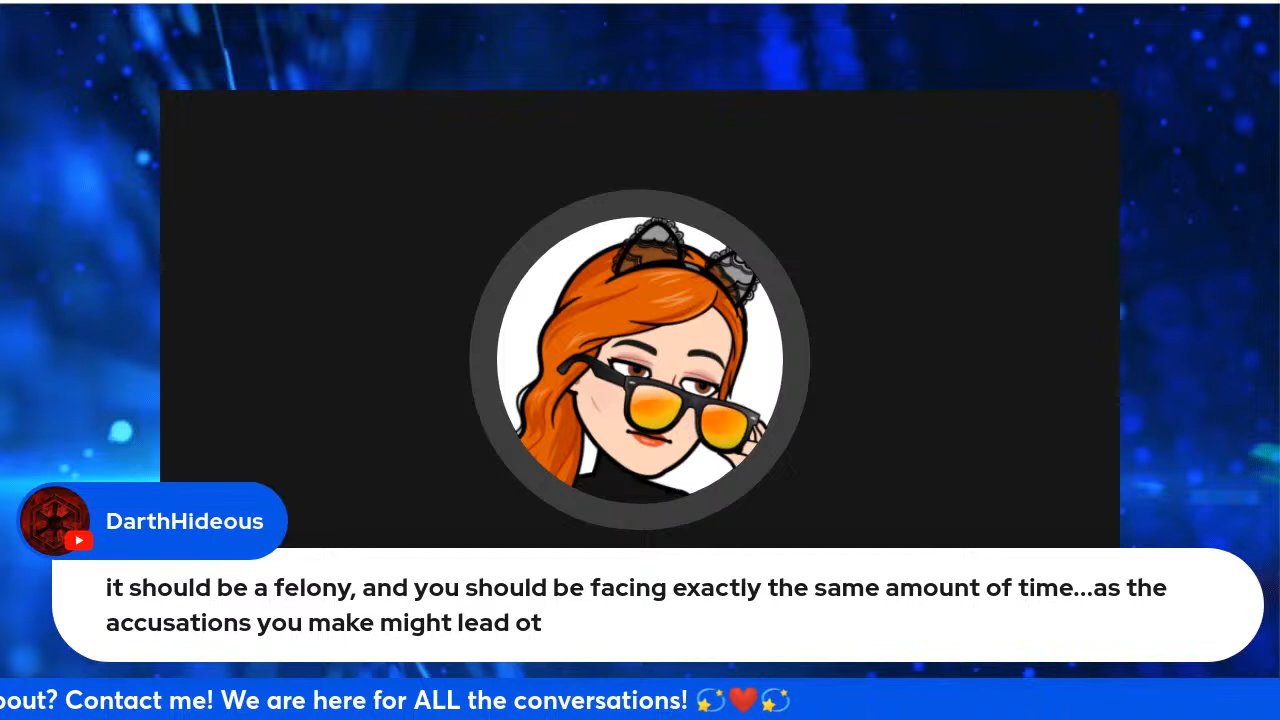 DarthHideous
it should be a felony, and you should be facing exactly the same amount of time...as the
accusations you make might lead ot
out? Contact me! We are here for ALL the conversations! 💫❤️💫